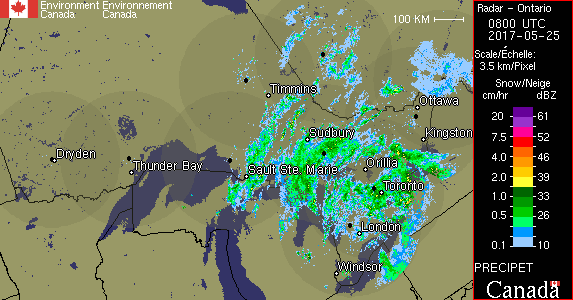 Environment Environnement
Canada Canada
100 KM
Timmins
Ottawa
Sudbury
Kingston
Dryden
Thunder Bay
Sault Ste. Marie
Orillia
Toronto
London
Windsor
Radar - Ontario
0800 UTC
2017-05-25
Scale/Échelle:
3.5 km/Pixel
Snow/Neige
cm/hr dBZ
20 61
7.5 52
4.0 46
2.0 39
1.0 33
0.5 26
0.1 10
PRECIPET
Canada